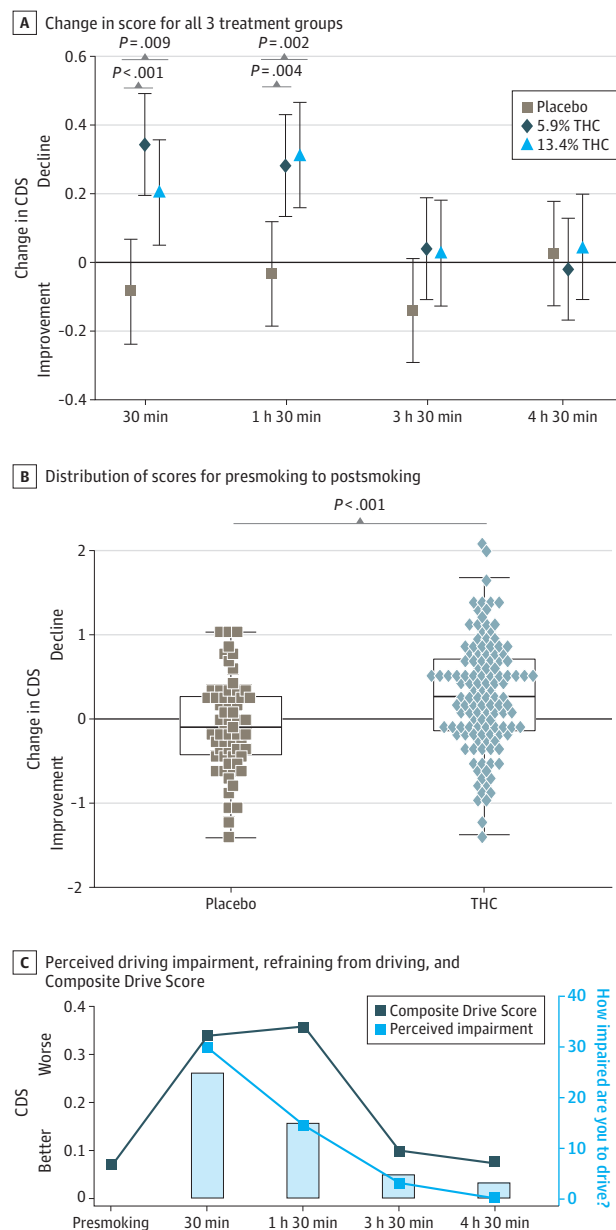 A Change in score for all 3 treatment groups
P = .009
P = .002
P < .001
P = .004
Placebo
5.9% THC
13.4% THC
Change in CDS
Decline
Improvement
0.6
0.4
0.2
0
-0.2
-0.4
30 min
1 h 30 min
3 h 30 min
4 h 30 min
B Distribution of scores for presmoking to postsmoking
P < .001
Change in CDS
Decline
Improvement
2
1
0
-1
-2
Placebo
THC
C Perceived driving impairment, refraining from driving, and
Composite Drive Score
Composite Drive Score
Perceived impairment
CDS
Worse
Better
0.4
0.3
0.2
0.1
0
40
30
20
10
0
How impaired are you to drive?
Presmoking
30 min
1 h 30 min
3 h 30 min
4 h 30 min